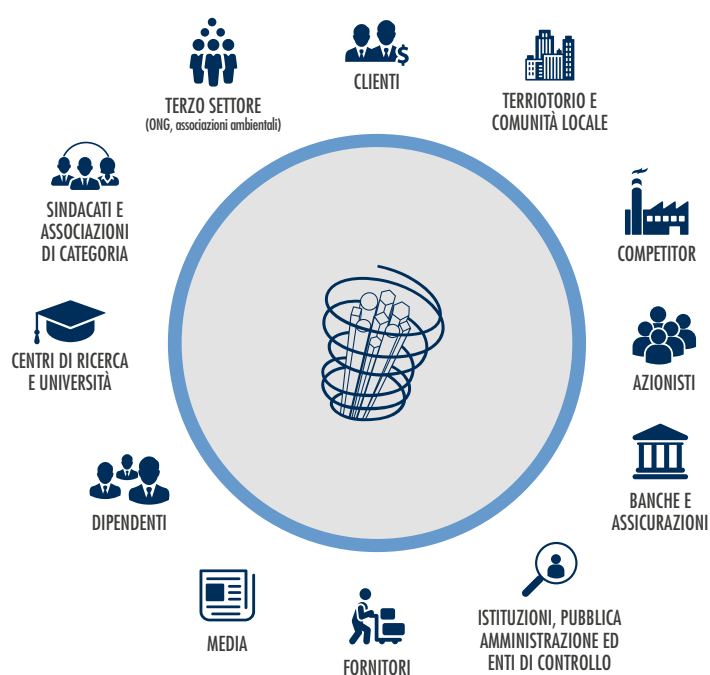 CLIENTI
TERRIOTORIO E
COMUNITÀ LOCALE
COMPETITOR
AZIONISTI
BANCHE E
ASSICURAZIONI
ISTITUZIONI, PUBBLICA
AMMINISTRAZIONE ED
ENTI DI CONTROLLO
FORNITORI
MEDIA
DIPENDENTI
CENTRI DI RICERCA
E UNIVERSITÀ
SINDACATI E
ASSOCIAZIONI
DI CATEGORIA
TERZO SETTORE
(ONG, associazioni ambientali)
$